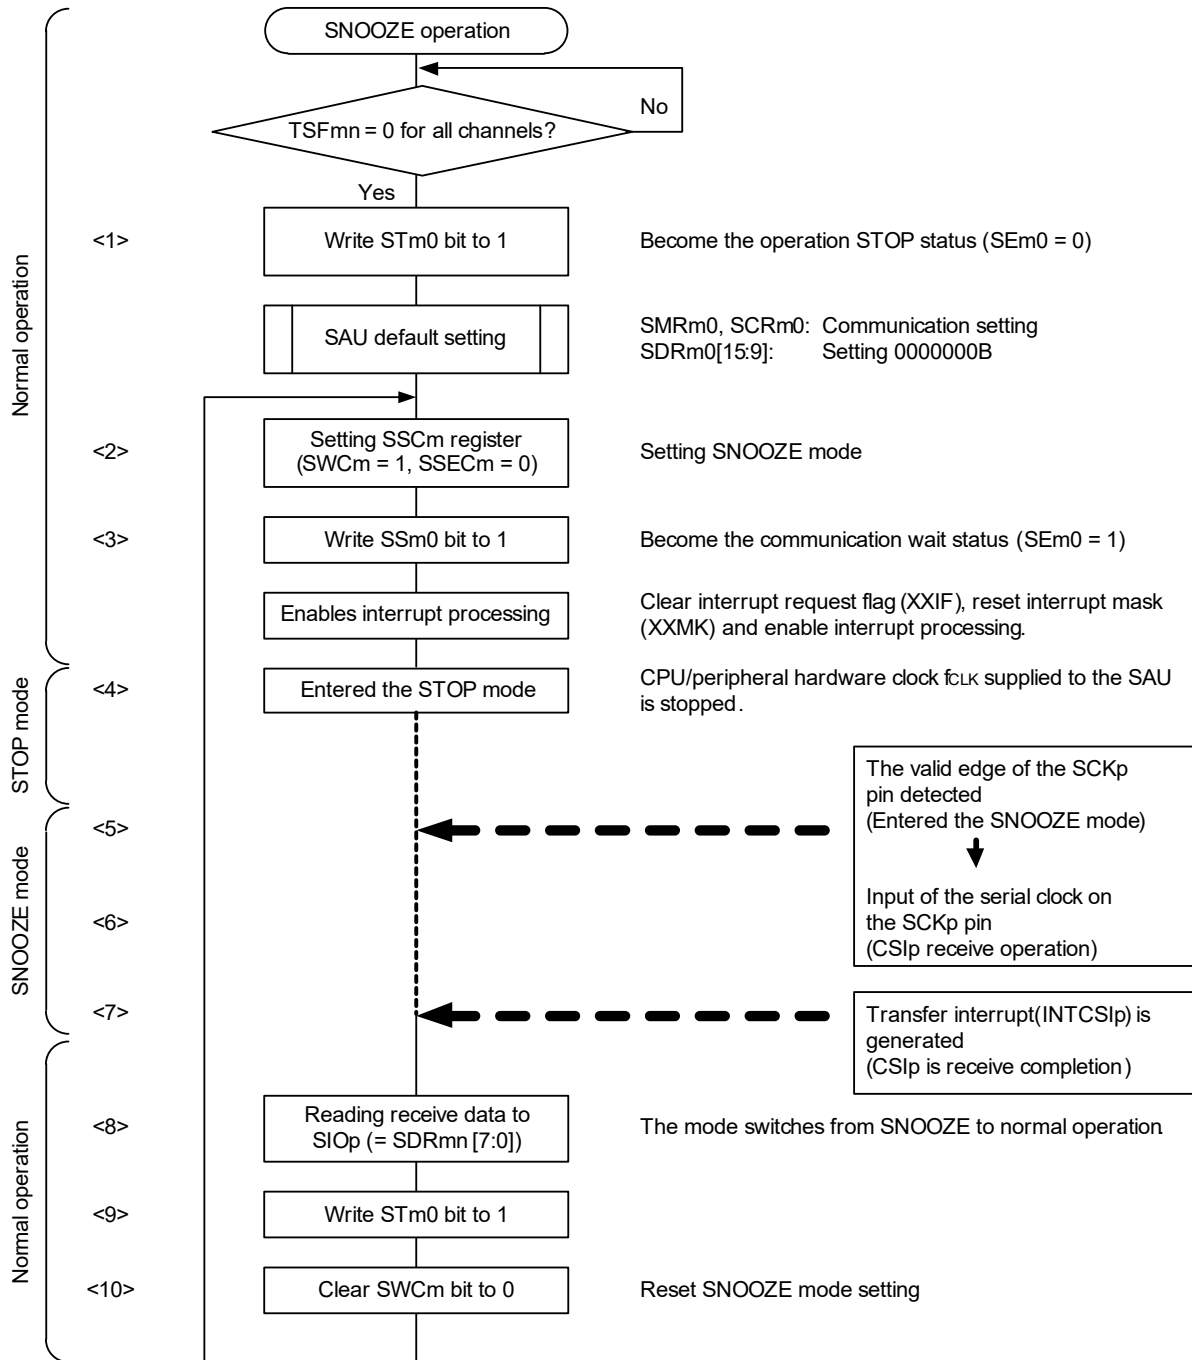 SNOOZE operation
No
TSFmn = 0 for all channels?
Yes
Normal operation
<1>
Write STm0 bit to 1
Become the operation STOP status (SEm0 = 0)
SAU default setting
SMRm0, SCRm0: Communication setting
SDRm0[15:9]: Setting 0000000B
<2>
Setting SSCm register
(SWCm = 1, SSECm = 0)
Setting SNOOZE mode
<3>
Write SSm0 bit to 1
Become the communication wait status (SEm0 = 1)
Enables interrupt processing
Clear interrupt request flag (XXIF), reset interrupt mask
(XXMK) and enable interrupt processing.
STOP mode
<4>
Entered the STOP mode
CPU/peripheral hardware clock fCLK supplied to the SAU
is stopped.
The valid edge of the SCKp
pin detected
(Entered the SNOOZE mode)
SNOOZE mode
<5>
Input of the serial clock on
the SCKp pin
(CSIp receive operation)
<6>
<7>
Transfer interrupt(INTCSIp) is
generated
(CSIp is receive completion)
Normal operation
<8>
Reading receive data to
SIOp (= SDRmn [7:0])
The mode switches from SNOOZE to normal operation.
<9>
Write STm0 bit to 1
<10>
Clear SWCm bit to 0
Reset SNOOZE mode setting